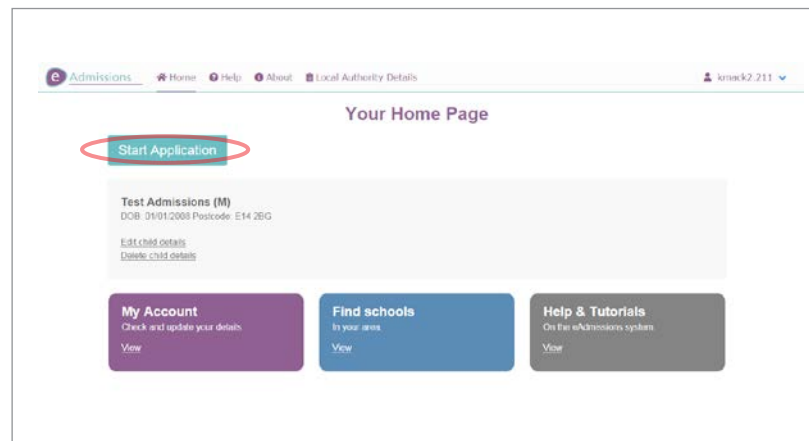 e Admissions Home Help About Local Authority Details
Your Home Page
Start Application
Test Admissions (M)
DOB: 01/01/2008 Postcode: E14 2BG
Edit child details
Delete child details
My Account
Check and update your details
View
Find schools
In your area
View
Help & Tutorials
On the eAdmissions system
View